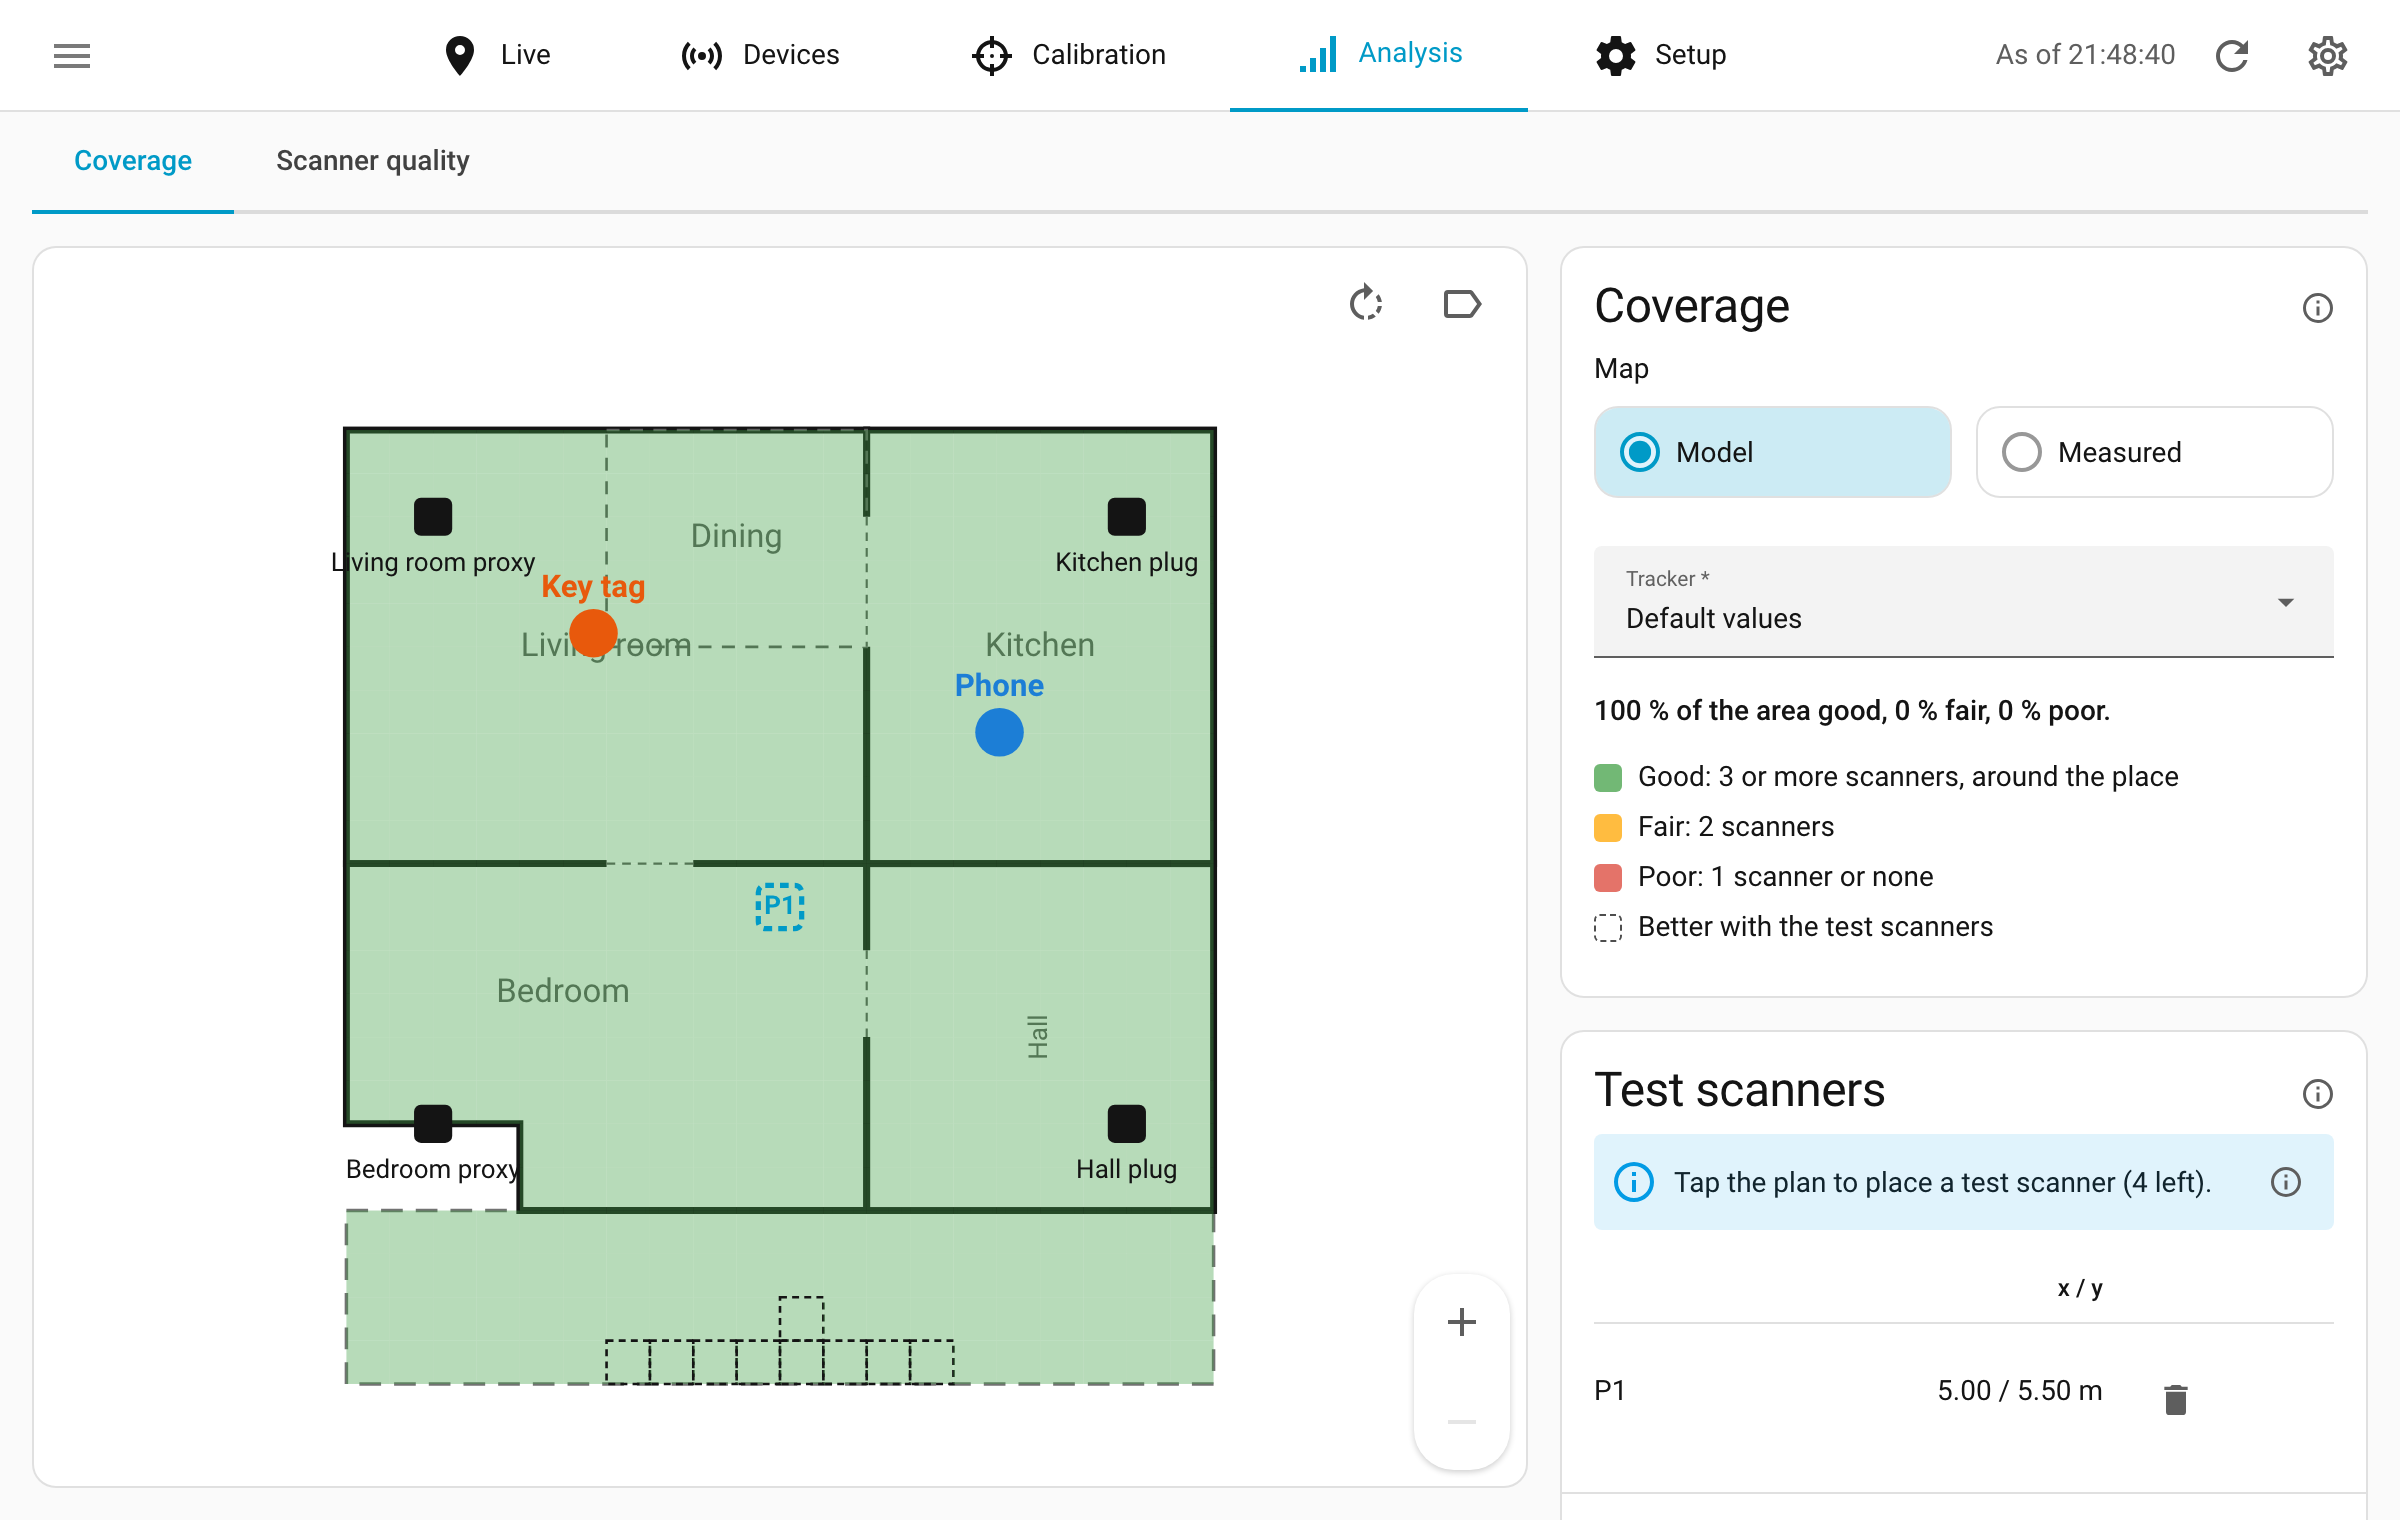 Live
Devices
Calibration
Analysis
Setup
As of 21:48:40
Coverage
Scanner quality
Dining
Living room proxy
Kitchen plug
Key tag
Living room
Kitchen
Phone
P1
Bedroom
Hall
Bedroom proxy
Hall plug
Coverage
Map
Model
Measured
Tracker *
Default values
100 % of the area good, 0 % fair, 0 % poor.
Good: 3 or more scanners, around the place
Fair: 2 scanners
Poor: 1 scanner or none
Better with the test scanners
Test scanners
Tap the plan to place a test scanner (4 left).
x / y
P1 5.00 / 5.50 m